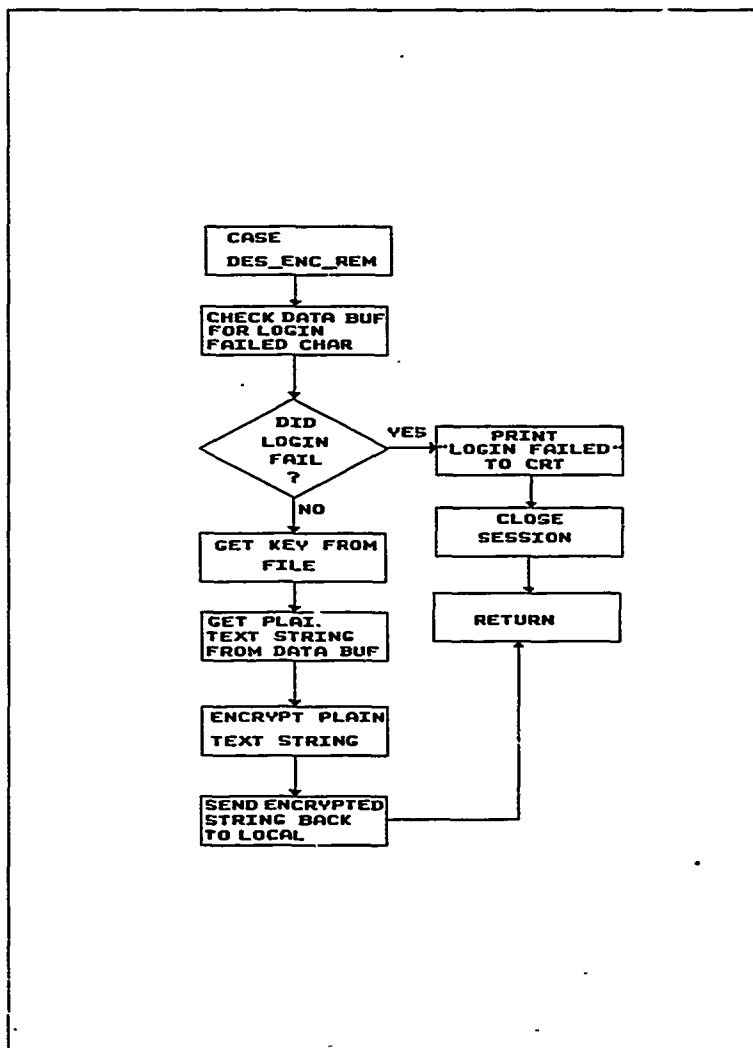 CASE
DES_ENC_REM
CHECK DATA BUF
FOR LOGIN
FAILED CHAR
DID
LOGIN
FAIL
?
YES
PRINT
"LOGIN FAILED"
TO CRT
CLOSE
SESSION
RETURN
NO
GET KEY FROM
FILE
GET PLAI.
TEXT STRING
FROM DATA BUF
ENCRYPT PLAIN
TEXT STRING
SEND ENCRYPTED
STRING BACK
TO LOCAL